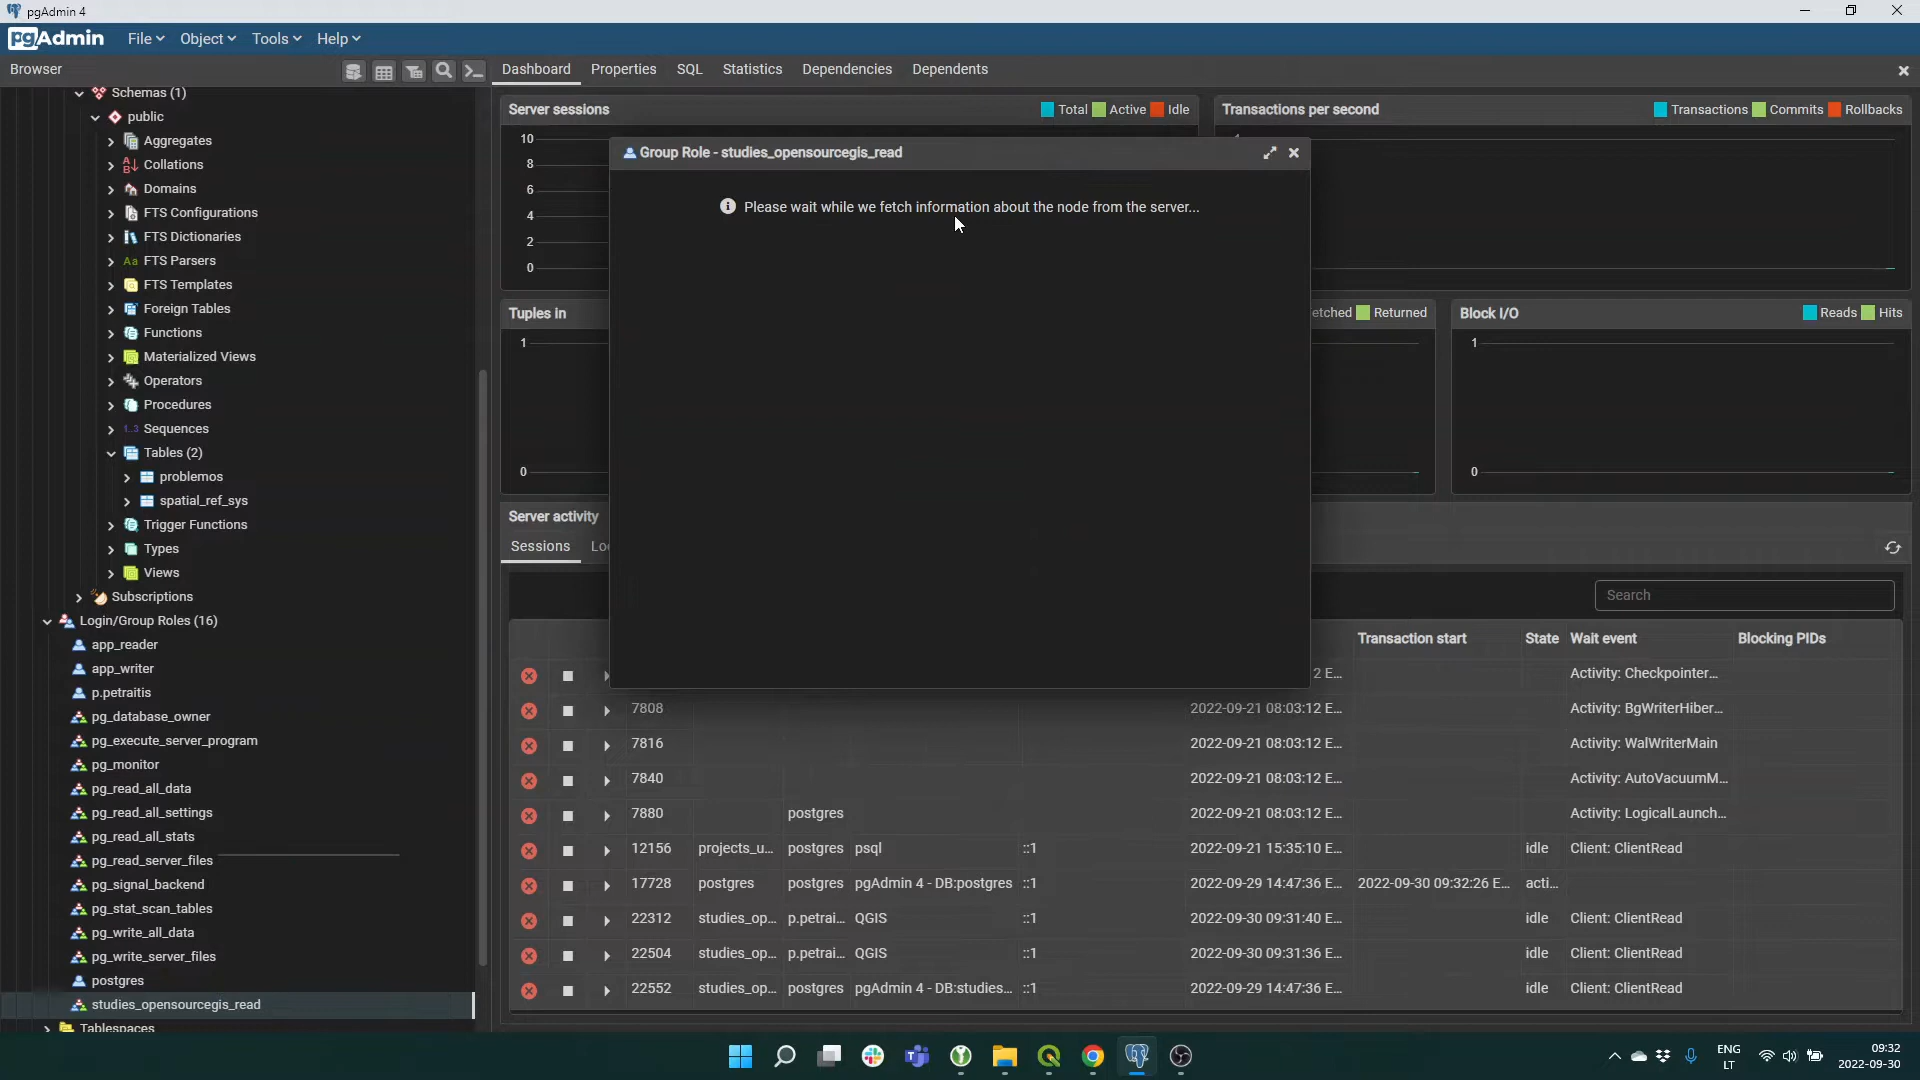 pgAdmin 4
pgAdmin File Object Tools Help
Browser
Dashboard Properties SQL Statistics Dependencies Dependents
Schemas (1)
public
Aggregates
Collations
Domains
FTS Configurations
FTS Dictionaries
Aa FTS Parsers
FTS Templates
Foreign Tables
Functions
Materialized Views
Operators
Procedures
1..3 Sequences
Tables (2)
problemos
spatial_ref_sys
Trigger Functions
Types
Views
Subscriptions
Login/Group Roles (16)
app_reader
app_writer
p.petraitis
pg_database_owner
pg_execute_server_program
pg_monitor
pg_read_all_data
pg_read_all_settings
pg_read_all_stats
pg_read_server_files
pg_signal_backend
pg_stat_scan_tables
pg_write_all_data
pg_write_server_files
postgres
studies_opensourcegis_read
Tablespaces
Server sessions Total Active Idle
10
8
6
4
2
0
Transactions per second Transactions Commits Rollbacks
1
Group Role - studies_opensourcegis_read
Please wait while we fetch information about the node from the server...
Tuples in
1
0
etched Returned
Block I/O Reads Hits
1
0
Server activity
Sessions Loc
Search
Transaction start State Wait event Blocking PIDs
2 E... Activity: Checkpointer...
7808 2022-09-21 08:03:12 E... Activity: BgWriterHiber...
7816 2022-09-21 08:03:12 E... Activity: WalWriterMain
7840 2022-09-21 08:03:12 E... Activity: AutoVacuumM...
7880 postgres 2022-09-21 08:03:12 E... Activity: LogicalLaunch...
12156 projects_u... postgres psql ::1 2022-09-21 15:35:10 E... idle Client: ClientRead
17728 postgres postgres pgAdmin 4 - DB:postgres ::1 2022-09-29 14:47:36 E... 2022-09-30 09:32:26 E... acti...
22312 studies_op... p.petrai... QGIS ::1 2022-09-30 09:31:40 E... idle Client: ClientRead
22504 studies_op... p.petrai... QGIS ::1 2022-09-30 09:31:36 E... idle Client: ClientRead
22552 studies_op... postgres pgAdmin 4 - DB:studies... ::1 2022-09-29 14:47:36 E... idle Client: ClientRead
ENG
LT
09:32
2022-09-30